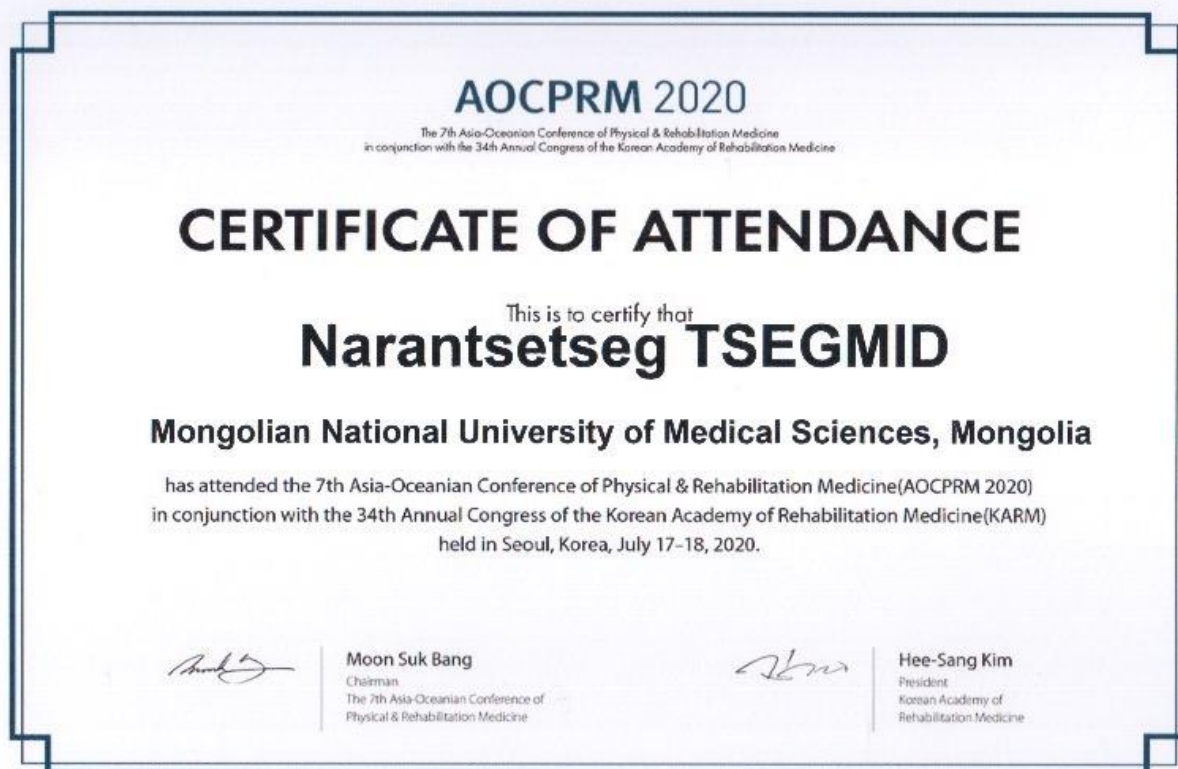 AOCPRM 2020
The 7th Asia-Oceanian Conference of Physical & Rehabilitation Medicine
in conjunction with the 34th Annual Congress of the Korean Academy of Rehabilitation Medicine
CERTIFICATE OF ATTENDANCE
This is to certify that
Narantsetseg TSEGMID
Mongolian National University of Medical Sciences, Mongolia
has attended the 7th Asia-Oceanian Conference of Physical & Rehabilitation Medicine(AOCPRM 2020)
in conjunction with the 34th Annual Congress of the Korean Academy of Rehabilitation Medicine(KARM)
held in Seoul, Korea, July 17-18, 2020.
Moon Suk Bang
Chairman
The 7th Asia-Oceanian Conference of
Physical & Rehabilitation Medicine
Hee-Sang Kim
President
Korean Academy of
Rehabilitation Medicine